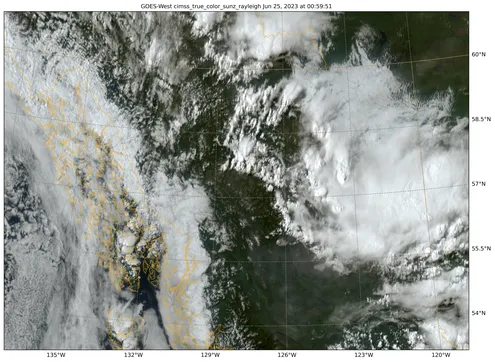 GOES-West cimss_true_color_sunz_rayleigh Jun 25, 2023 at 00:59:51
60°N
58.5°N
57°N
55.5°N
54°N
135°W 132°W 129°W 126°W 123°W 120°W